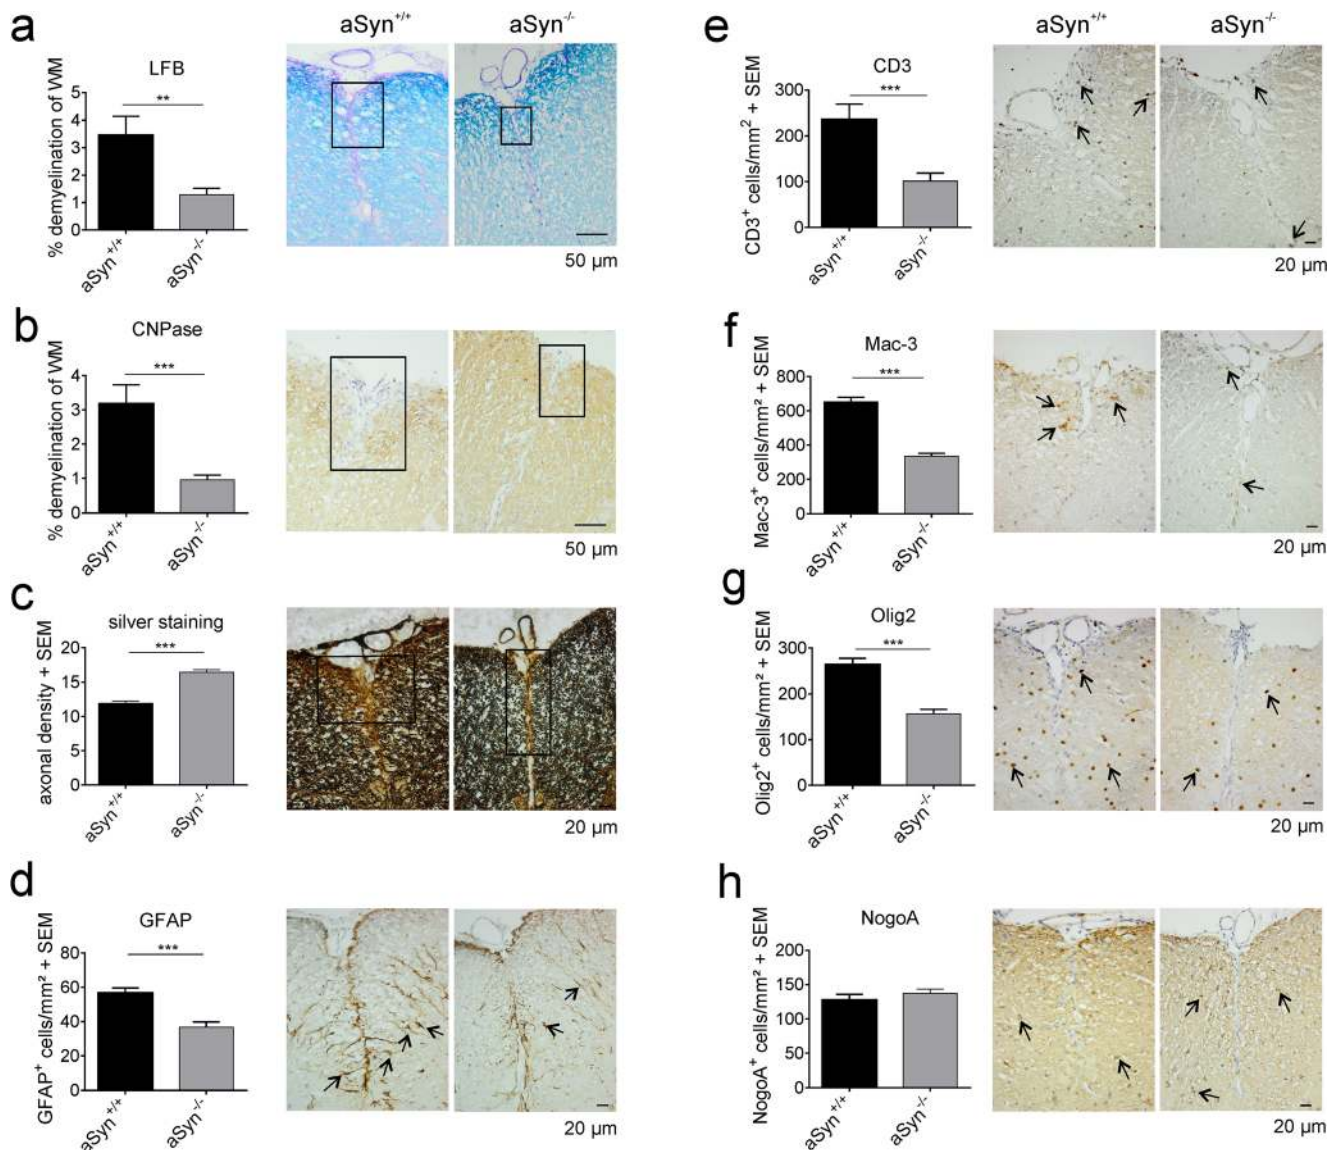 a
aSyn+/+
aSyn-/-
LFB
**
% demyelination of WM
5
4
3
2
1
0
aSyn+/+
aSyn-/-
50 µm
b
CNPase
***
% demyelination of WM
4
3
2
1
0
aSyn+/+
aSyn-/-
50 µm
c
silver staining
***
axonal density + SEM
20
15
10
5
0
aSyn+/+
aSyn-/-
20 µm
d
GFAP
***
GFAP+ cells/mm² + SEM
80
60
40
20
0
aSyn+/+
aSyn-/-
20 µm
e
aSyn+/+
aSyn-/-
CD3
***
CD3+ cells/mm² + SEM
300
200
100
0
aSyn+/+
aSyn-/-
20 µm
f
Mac-3
***
Mac-3+ cells/mm² + SEM
800
600
400
200
0
aSyn+/+
aSyn-/-
20 µm
g
Olig2
***
Olig2+ cells/mm² + SEM
300
200
100
0
aSyn+/+
aSyn-/-
20 µm
h
NogoA
NogoA+ cells/mm² + SEM
200
150
100
50
0
aSyn+/+
aSyn-/-
20 µm